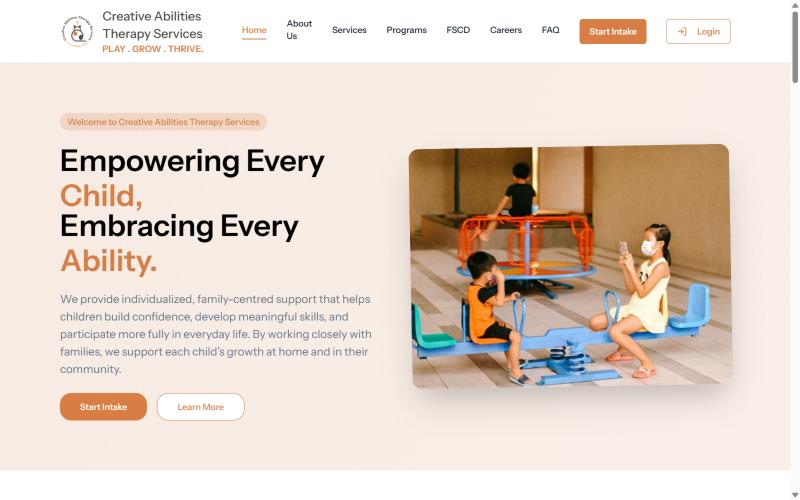 Creative Abilities
Therapy Services
PLAY . GROW . THRIVE.
Home
About
Us
Services
Programs
FSCD
Careers
FAQ
Start Intake
Login
Welcome to Creative Abilities Therapy Services
Empowering Every
Child,
Embracing Every
Ability.
We provide individualized, family-centred support that helps
children build confidence, develop meaningful skills, and
participate more fully in everyday life. By working closely with
families, we support each child's growth at home and in their
community.
Start Intake
Learn More